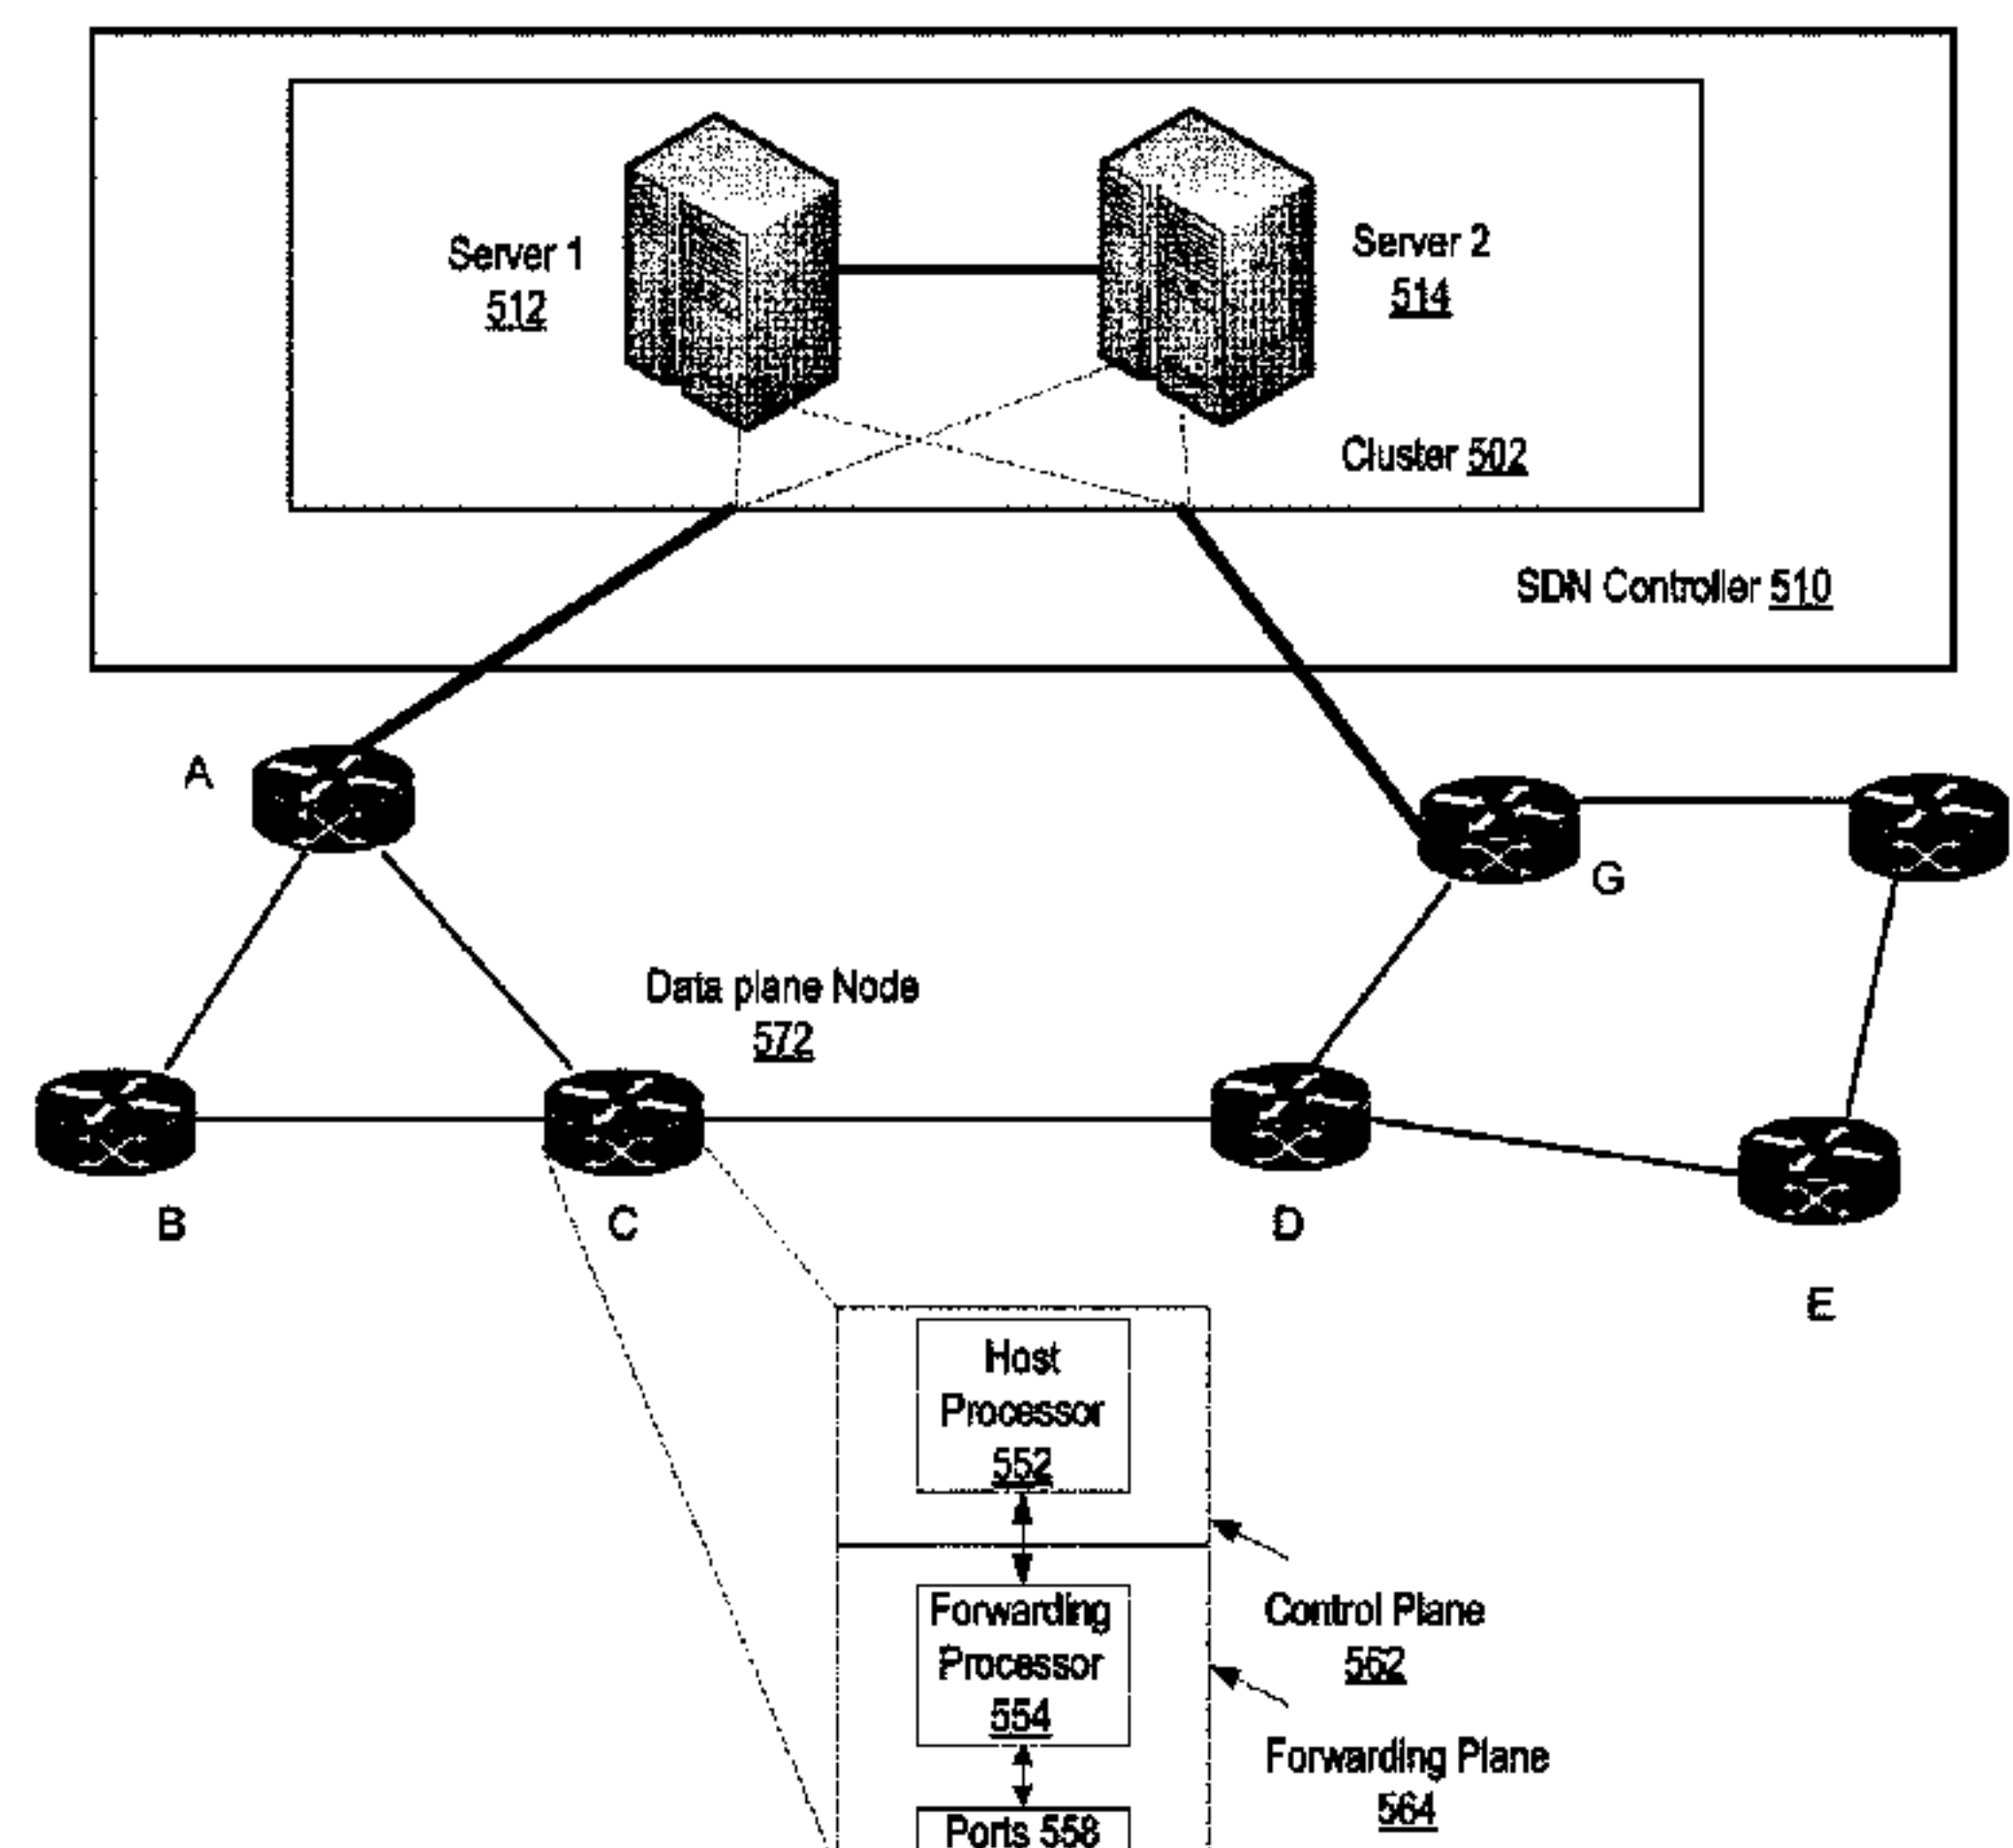 Server 1
512
Server 2
514
Cluster 502
SDN Controller 510
A
G
Data plane Node
572
B
C
D
E
Host
Processor
552
Forwarding
Processor
554
Control Plane
562
Forwarding Plane
564
Ports 558